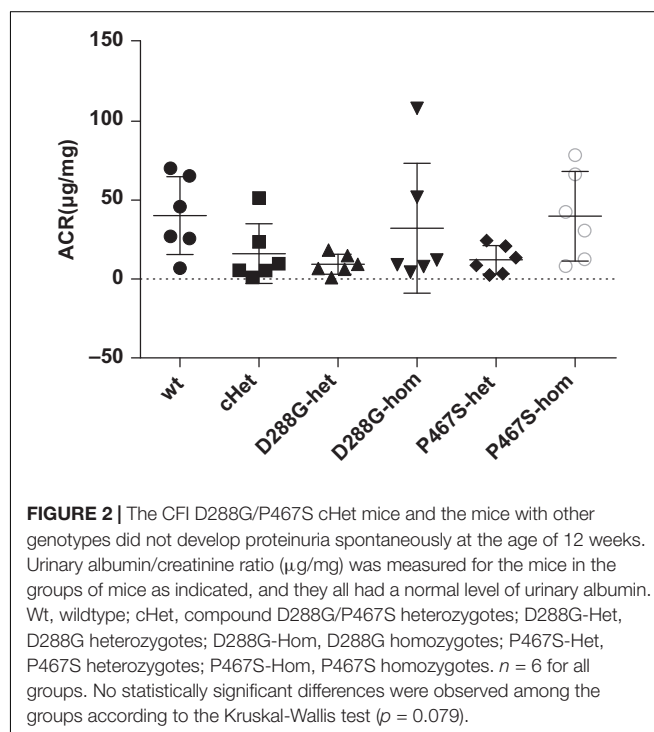 150
100
50
0
−50
ACR(μg/mg)
wt
cHet
D288G-het
D288G-hom
P467S-het
P467S-hom
FIGURE 2 | The CFI D288G/P467S cHet mice and the mice with other
genotypes did not develop proteinuria spontaneously at the age of 12 weeks.
Urinary albumin/creatinine ratio (μg/mg) was measured for the mice in the
groups of mice as indicated, and they all had a normal level of urinary albumin.
Wt, wildtype; cHet, compound D288G/P467S heterozygotes; D288G-Het,
D288G heterozygotes; D288G-Hom, D288G homozygotes; P467S-Het,
P467S heterozygotes; P467S-Hom, P467S homozygotes. n = 6 for all
groups. No statistically significant differences were observed among the
groups according to the Kruskal-Wallis test (p = 0.079).